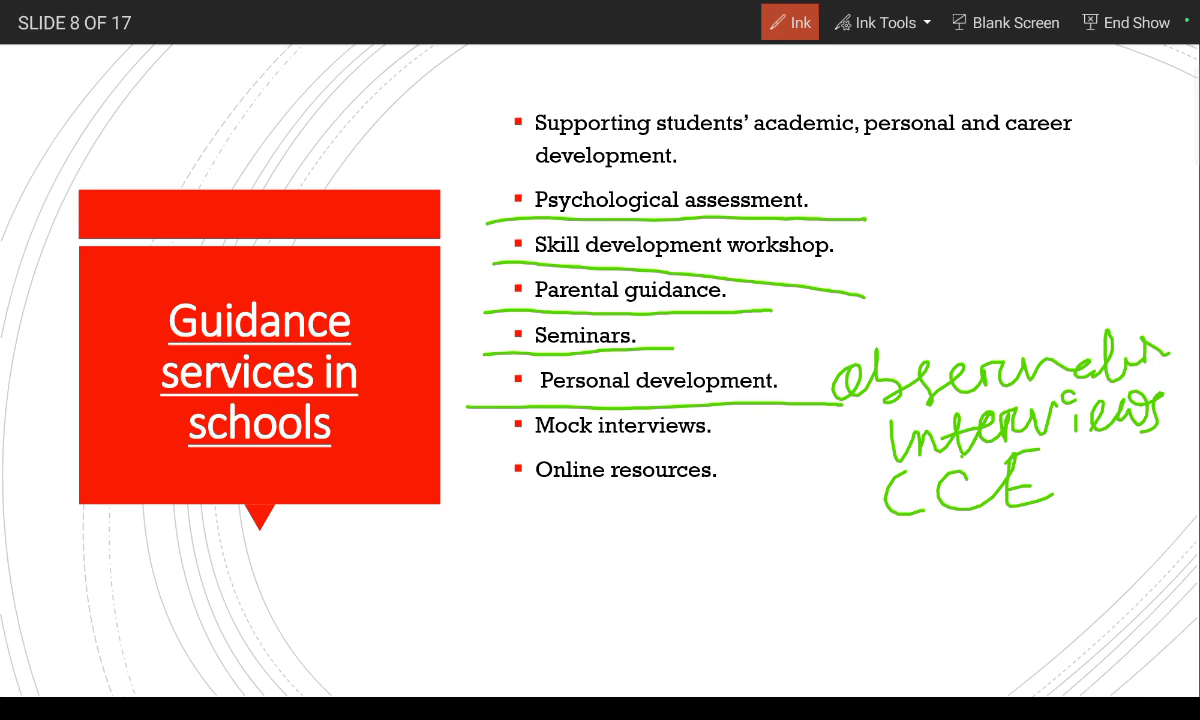 SLIDE 8 OF 17
Ink
Ink Tools
Blank Screen
End Show
Guidance
services in
schools
Supporting students’ academic, personal and career
development.
Psychological assessment.
Skill development workshop.
Parental guidance.
Seminars.
Personal development.
Mock interviews.
Online resources.
interviews
CCE